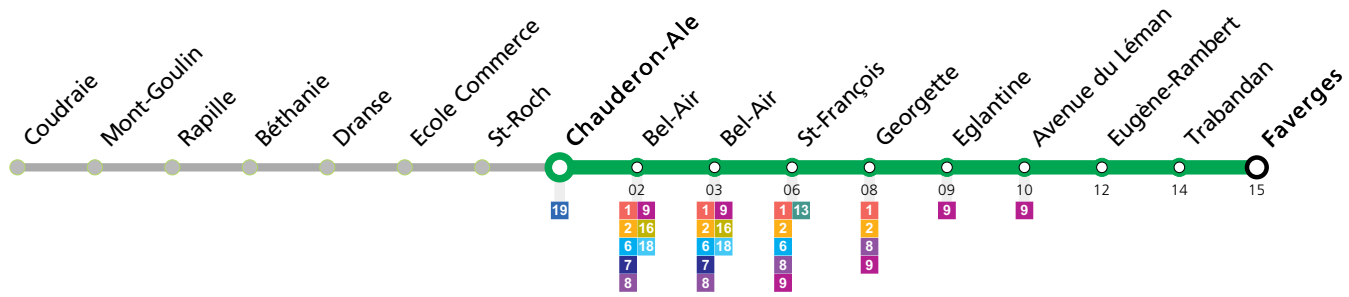 Coudraie
Mont-Goulin
Rapille
Béthanie
Dranse
Ecole Commerce
St-Roch
Chauderon-Ale
Bel-Air
Bel-Air
St-François
Georgette
Eglantine
Avenue du Léman
Eugène-Rambert
Trabandan
Faverges
02 03 06 08 09 10 12 14 15
19 1 9 1 9 1 13 1 9 9
2 16 2 16 2 2
6 18 6 18 6 8
7 7 8 9
8 8 9